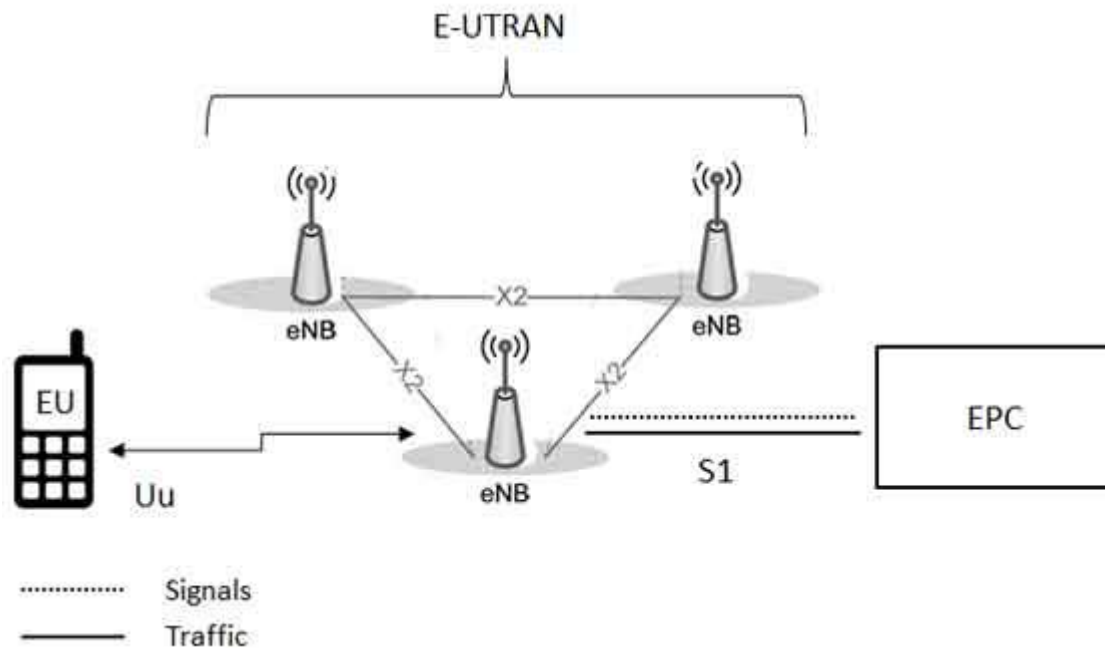 E-UTRAN
eNB
X2
eNB
X2
X2
EU
Uu
eNB
S1
EPC
Signals
Traffic